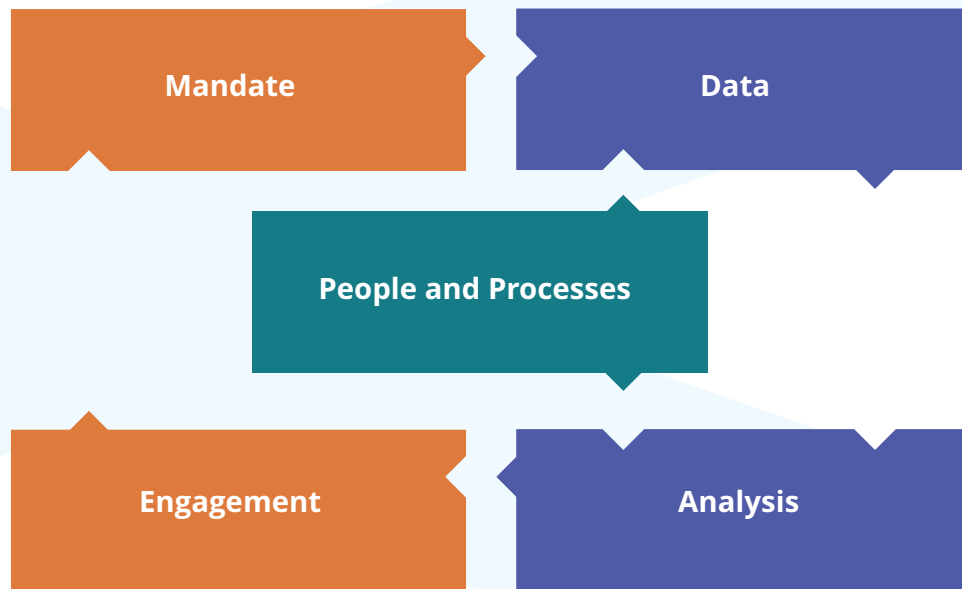 Mandate
Data
People and Processes
Engagement
Analysis